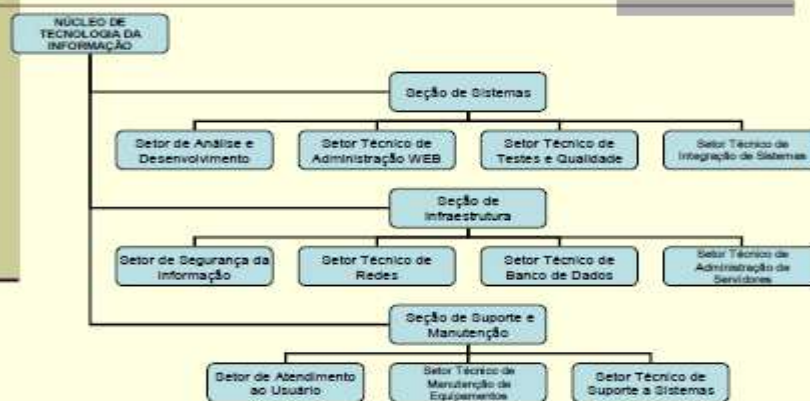 NÚCLEO DE
TECNOLOGIA DA
INFORMAÇÃO
Seção de Sistemas
Setor de Análise e
Desenvolvimento
Setor Técnico de
Administração WEB
Setor Técnico de
Testes e Qualidade
Setor Técnico de
Integração de Sistemas
Seção de
Infraestrutura
Setor de Segurança da
Informação
Setor Técnico de
Redes
Setor Técnico de
Banco de Dados
Setor Técnico de
Administração de
Servidores
Seção de Suporte e
Manutenção
Setor de Atendimento
ao Usuário
Setor Técnico de
Manutenção de
Equipamentos
Setor Técnico de
Suporte a Sistemas